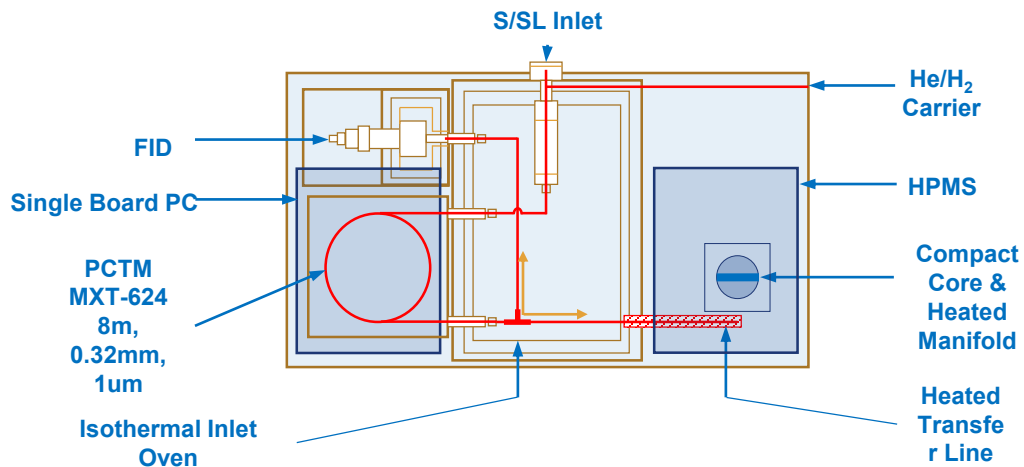 S/SL Inlet
He/H₂
Carrier
FID
HPMS
Single Board PC
PCTM
MXT-624
8m,
0.32mm,
1um
Compact
Core &
Heated
Manifold
Isothermal Inlet
Oven
Heated
Transfe
r Line